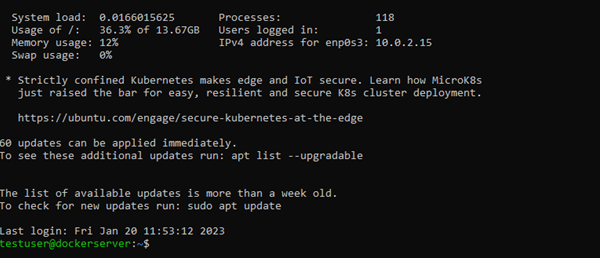 System load:  0.0166015625      Processes:               118
Usage of /:   36.3% of 13.67GB   Users logged in:         1
Memory usage: 12%                IPv4 address for enp0s3: 10.0.2.15
Swap usage:   0%
* Strictly confined Kubernetes makes edge and IoT secure. Learn how MicroK8s
just raised the bar for easy, resilient and secure K8s cluster deployment.
https://ubuntu.com/engage/secure-kubernetes-at-the-edge
60 updates can be applied immediately.
To see these additional updates run: apt list --upgradable
The list of available updates is more than a week old.
To check for new updates run: sudo apt update
Last login: Fri Jan 20 11:53:12 2023
testuser@dockerserver:~$